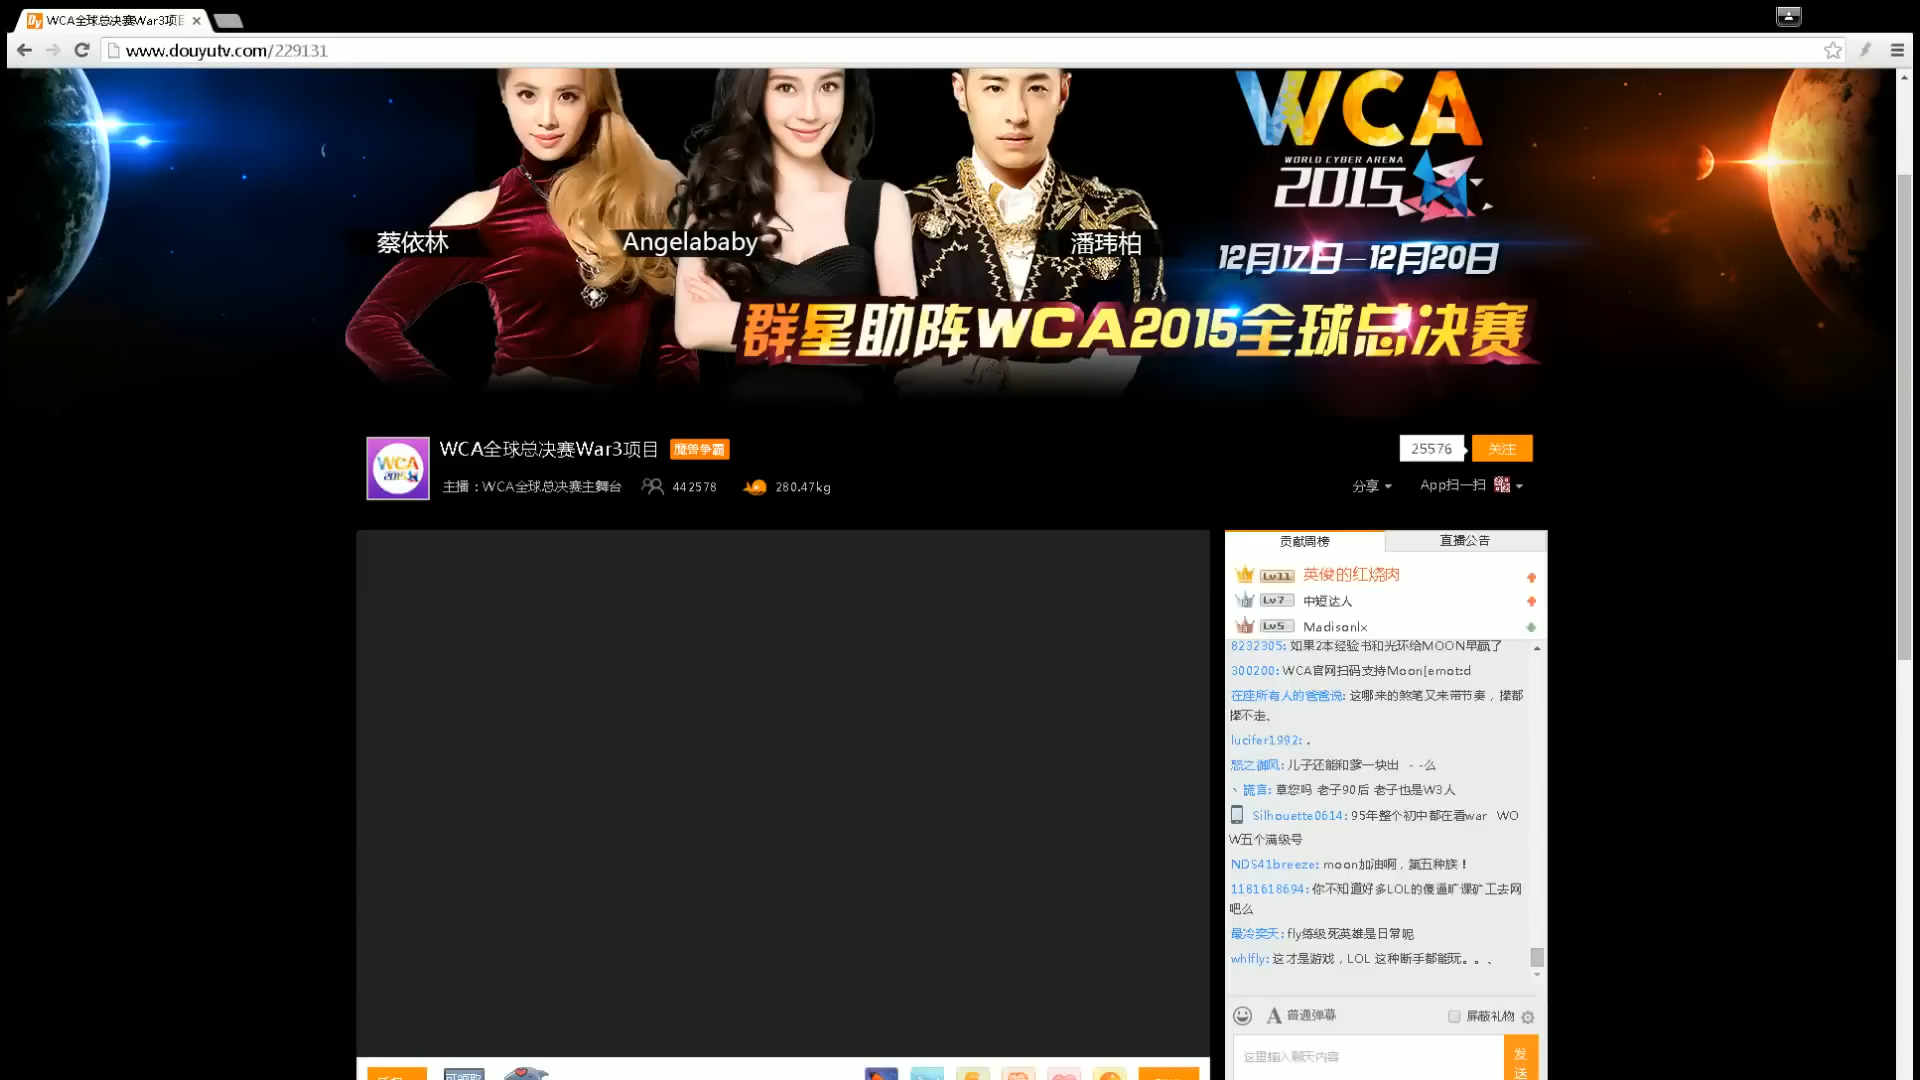 WCA全球总决赛War3项目
www.douyutv.com/229131
WCA
WORLD CYBER ARENA
2015
蔡依林
Angelababy
潘玮柏
12月17日—12月20日
群星助阵WCA2015全球总决赛
WCA全球总决赛War3项目 魔兽争霸
25576 关注
主播：WCA全球总决赛主舞台 442578 280.47kg
分享 App扫一扫
贡献周榜 直播公告
Lv11 英俊的红烧肉
Lv7 中短达人
Lv5 Madisonlx
8232305: 如果2本经验书和光环给MOON早赢了
300200: WCA官网扫码支持Moon[emot:d
在座所有人的爸爸说: 这哪来的煞笔又来带节奏，撵都
撵不走、
lucifer1992: .
怒之御风: 儿子还能和爹一块出 - -么
丶謊言: 草您吗 老子90后 老子也是W3人
Silhouette0614: 95年整个初中都在看war WO
W五个满级号
NDS41breeze: moon加油啊，第五种族！
1181618694: 你不知道好多LOL的傻逼旷课矿工去网
吧么
最冷奕天: fly练级死英雄是日常呢
whlfly: 这才是游戏，LOL 这种断手都能玩。。、
普通弹幕 屏蔽礼物
这里输入聊天内容
发
送